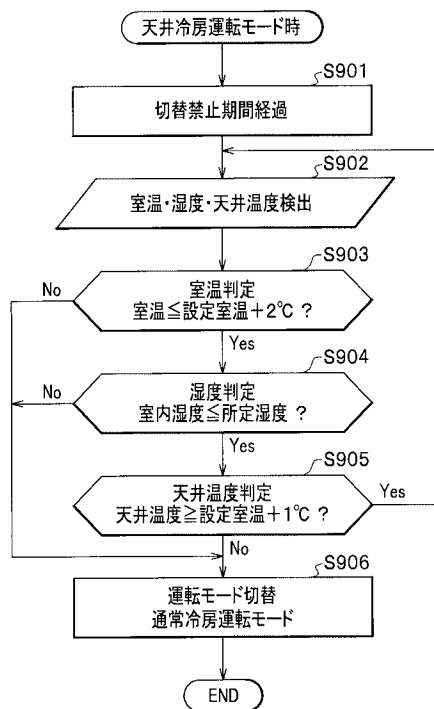 天井冷房運転モード時
S901
切替禁止期間経過
S902
室温・湿度・天井温度検出
S903
No
室温判定
室温≦設定室温+2℃ ?
Yes
S904
No
湿度判定
室内湿度≦所定湿度 ?
Yes
S905
天井温度判定
天井温度≧設定室温+1℃ ?
Yes
No
S906
運転モード切替
通常冷房運転モード
END